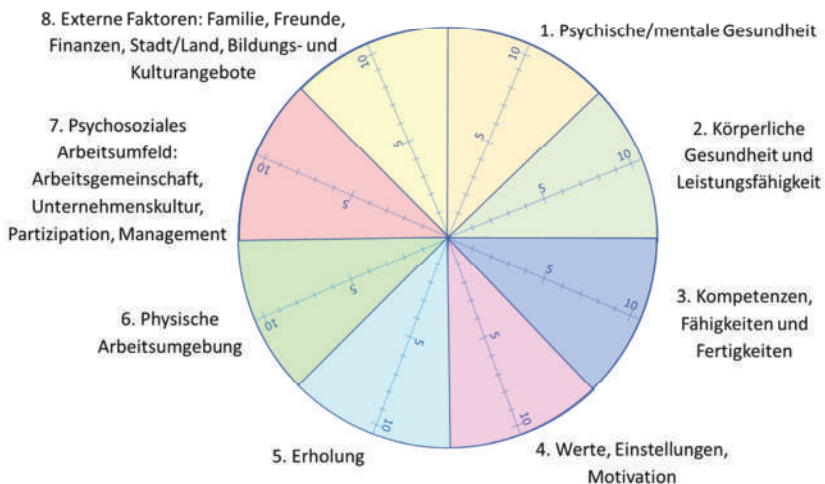 8. Externe Faktoren: Familie, Freunde,
Finanzen, Stadt/Land, Bildungs- und
Kulturangebote
1. Psychische/mentale Gesundheit
2. Körperliche
Gesundheit und
Leistungsfähigkeit
3. Kompetenzen,
Fähigkeiten und
Fertigkeiten
4. Werte, Einstellungen,
Motivation
5. Erholung
6. Physische
Arbeitsumgebung
7. Psychosoziales
Arbeitsumfeld:
Arbeitsgemeinschaft,
Unternehmenskultur,
Partizipation, Management
10
5
10
5
10
5
10
5
10
5
10
5
10
5
10
5